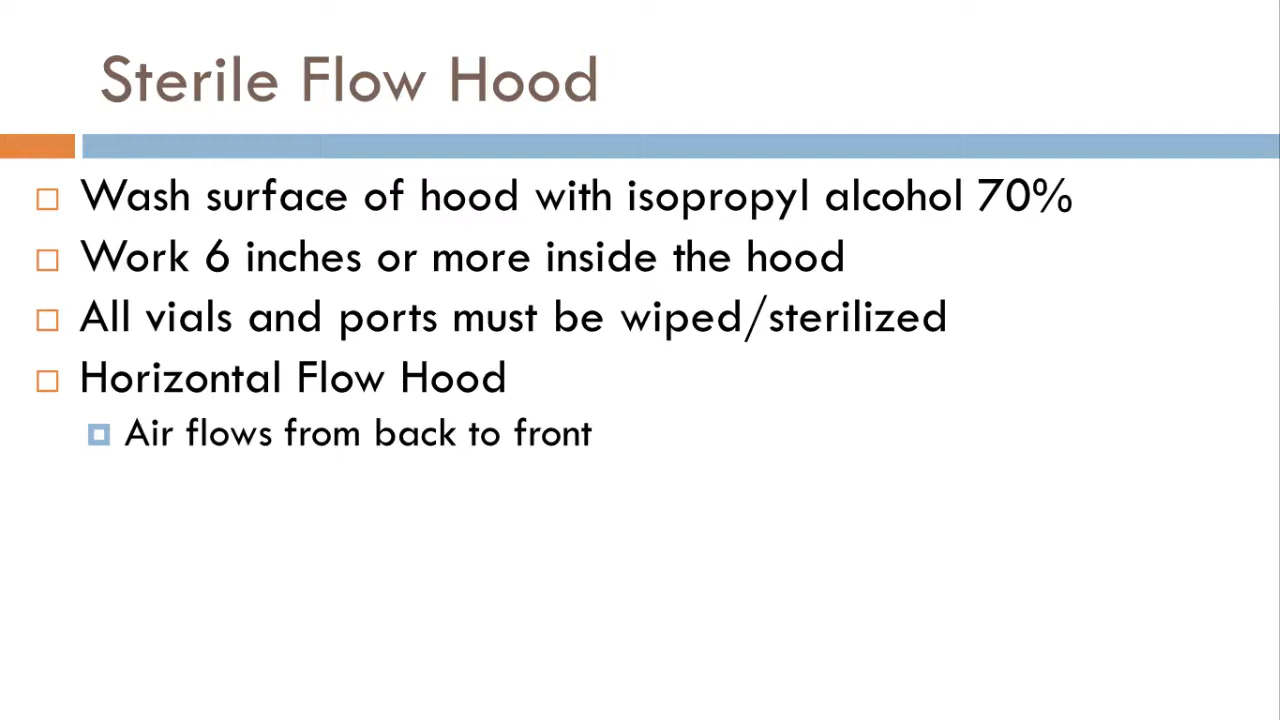 Sterile Flow Hood
Wash surface of hood with isopropyl alcohol 70%
Work 6 inches or more inside the hood
All vials and ports must be wiped/sterilized
Horizontal Flow Hood
Air flows from back to front